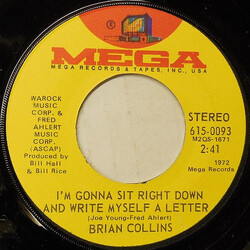 MEGA
MEGA RECORDS & TAPES, INC., USA
WAROCK
MUSIC
CORP. &
FRED
AHLERT
MUSIC
CORP.
(ASCAP)
Produced by
Bill Hall
& Bill Rice
STEREO
615-0093
M2QS-1671
2:41
1972
Mega Records
I'M GONNA SIT RIGHT DOWN
AND WRITE MYSELF A LETTER
(Joe Young-Fred Ahlert)
BRIAN COLLINS